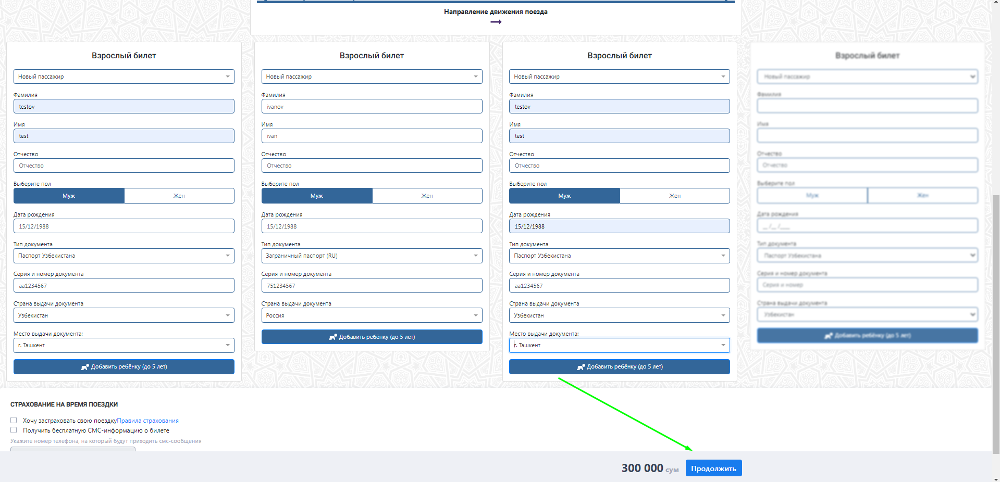 Направление движения поезда
Взрослый билет
Новый пассажир
Фамилия
testov
Имя
test
Отчество
Отчество
Выберите пол
Муж Жен
Дата рождения
15/12/1988
Тип документа
Паспорт Узбекистана
Серия и номер документа
aa1234567
Страна выдачи документа
Узбекистан
Место выдачи документа:
г. Ташкент
Добавить ребёнку (до 5 лет)
Взрослый билет
Новый пассажир
Фамилия
ivanov
Имя
ivan
Отчество
Отчество
Выберите пол
Муж Жен
Дата рождения
15/12/1988
Тип документа
Заграничный паспорт (RU)
Серия и номер документа
751234567
Страна выдачи документа
Россия
Добавить ребёнку (до 5 лет)
Взрослый билет
Новый пассажир
Фамилия
testov
Имя
test
Отчество
Отчество
Выберите пол
Муж Жен
Дата рождения
15/12/1988
Тип документа
Паспорт Узбекистана
Серия и номер документа
aa1234567
Страна выдачи документа
Узбекистан
Место выдачи документа:
г. Ташкент
Добавить ребёнку (до 5 лет)
Взрослый билет
Новый пассажир
Фамилия
Имя
Отчество
Отчество
Выберите пол
Муж Жен
Дата рождения
__/__/____
Тип документа
Паспорт Узбекистана
Серия и номер документа
Серия и номер
Страна выдачи документа
Узбекистан
Добавить ребёнку (до 5 лет)
СТРАХОВАНИЕ НА ВРЕМЯ ПОЕЗДКИ
Хочу застраховать свою поездкуПравила страхования
Получить бесплатную СМС-информацию о билете
Укажите номер телефона, на который будут приходить смс-сообщения
300 000 сум Продолжить